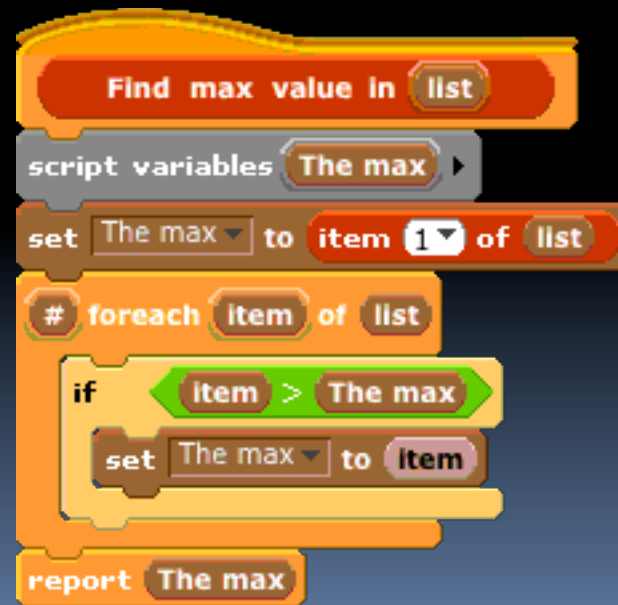 Find max value in list
script variables The max
set The max to item 1 of list
# foreach item of list
if item > The max
set The max to item
report The max